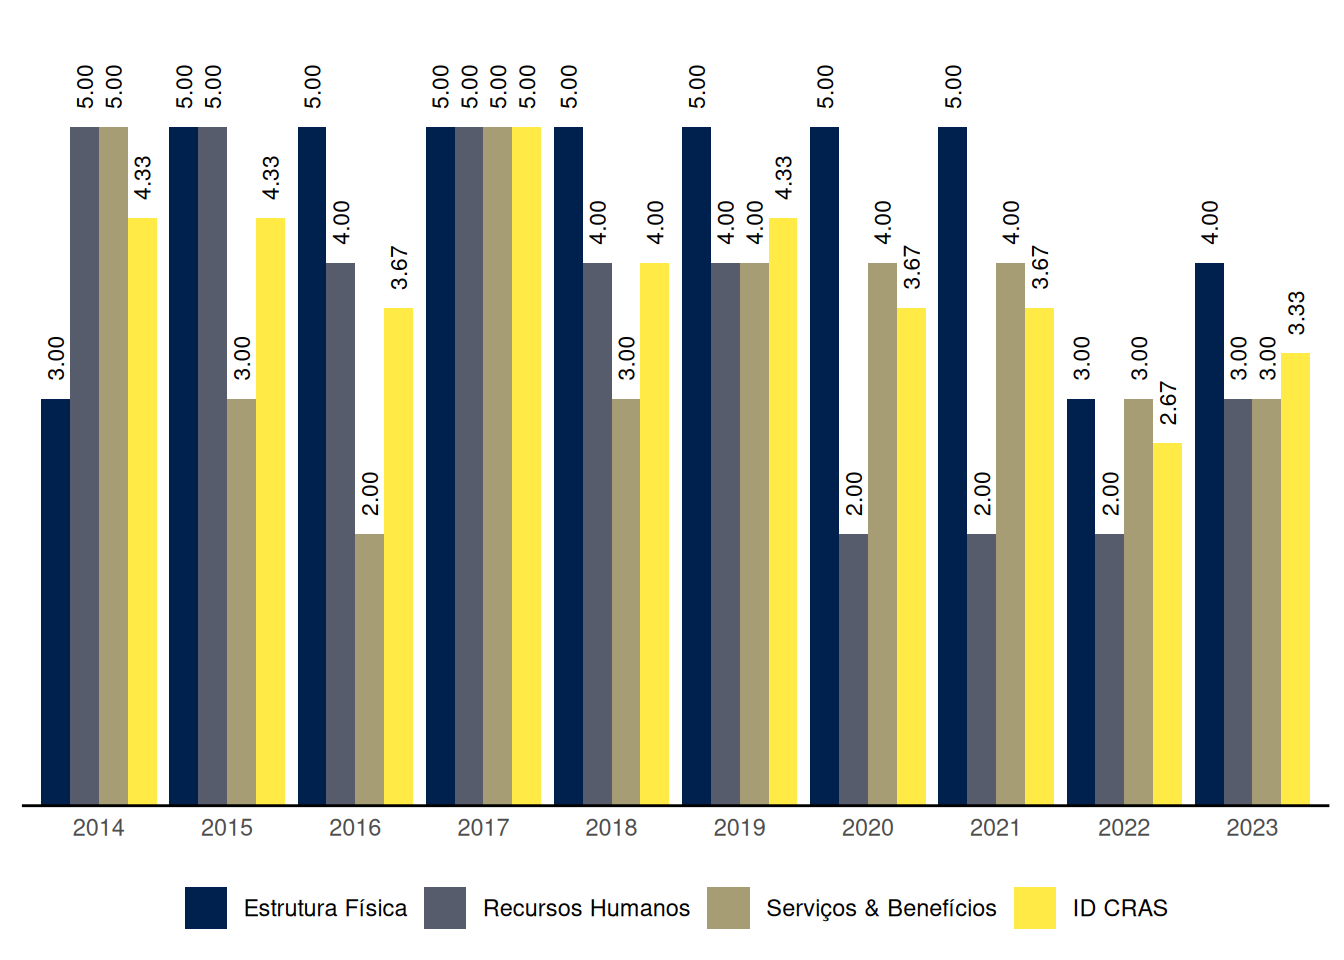 3.00 5.00 5.00 4.33 5.00 5.00 3.00 4.33 5.00 4.00 2.00 3.67 5.00 5.00 5.00 5.00 5.00 4.00 3.00 4.00 5.00 4.00 4.00 4.33 5.00 2.00 4.00 3.67 5.00 2.00 4.00 3.67 3.00 2.00 3.00 2.67 4.00 3.00 3.00 3.33
2014 2015 2016 2017 2018 2019 2020 2021 2022 2023
Estrutura Física Recursos Humanos Serviços & Benefícios ID CRAS